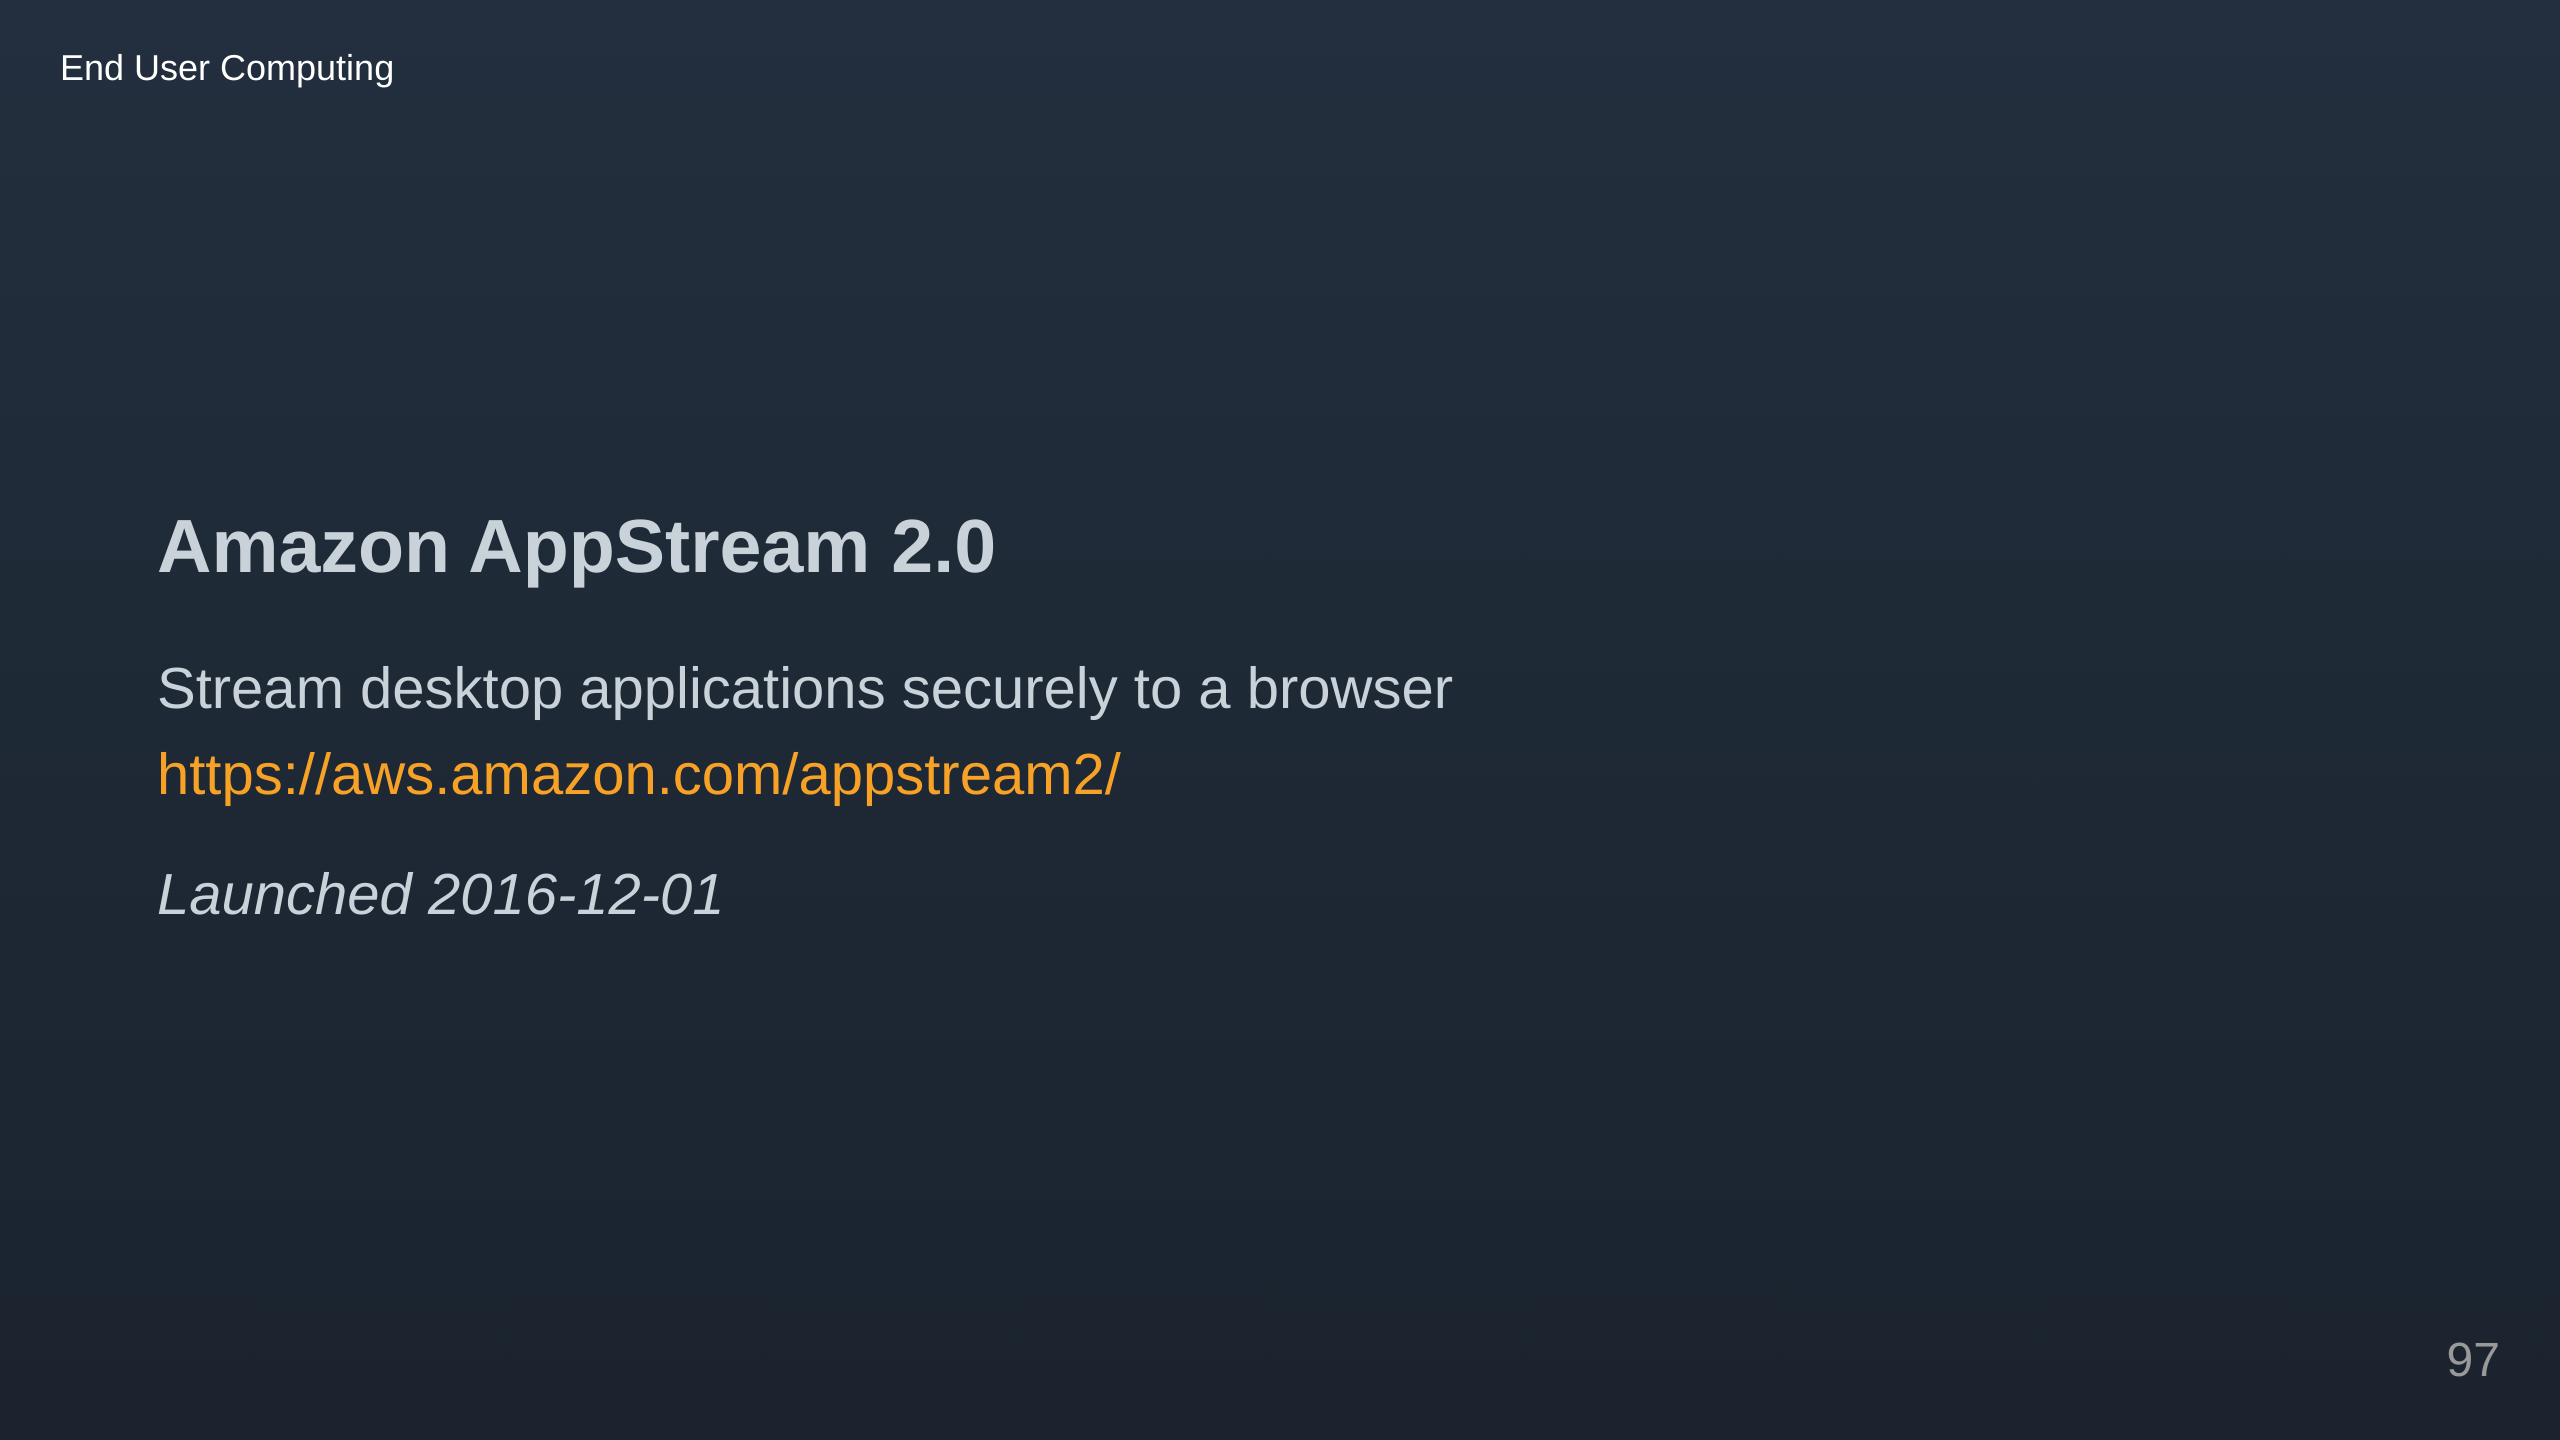 End User Computing
Amazon AppStream 2.0
Stream desktop applications securely to a browser
https://aws.amazon.com/appstream2/
Launched 2016-12-01
97